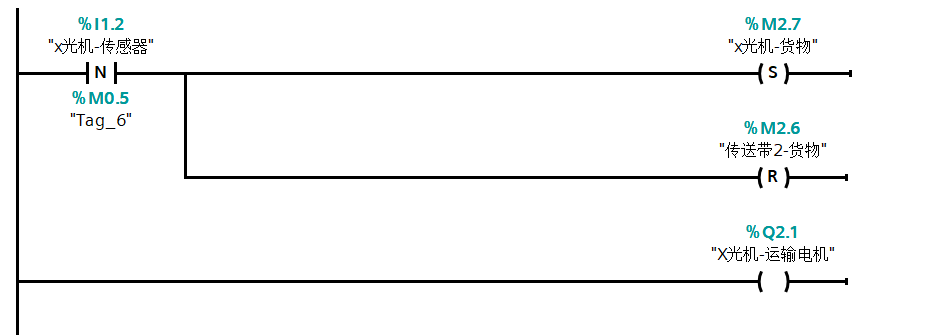 %I1.2
"x光机-传感器"
N
%M0.5
"Tag_6"
%M2.7
"x光机-货物"
S
%M2.6
"传送带2-货物"
R
%Q2.1
"X光机-运输电机"